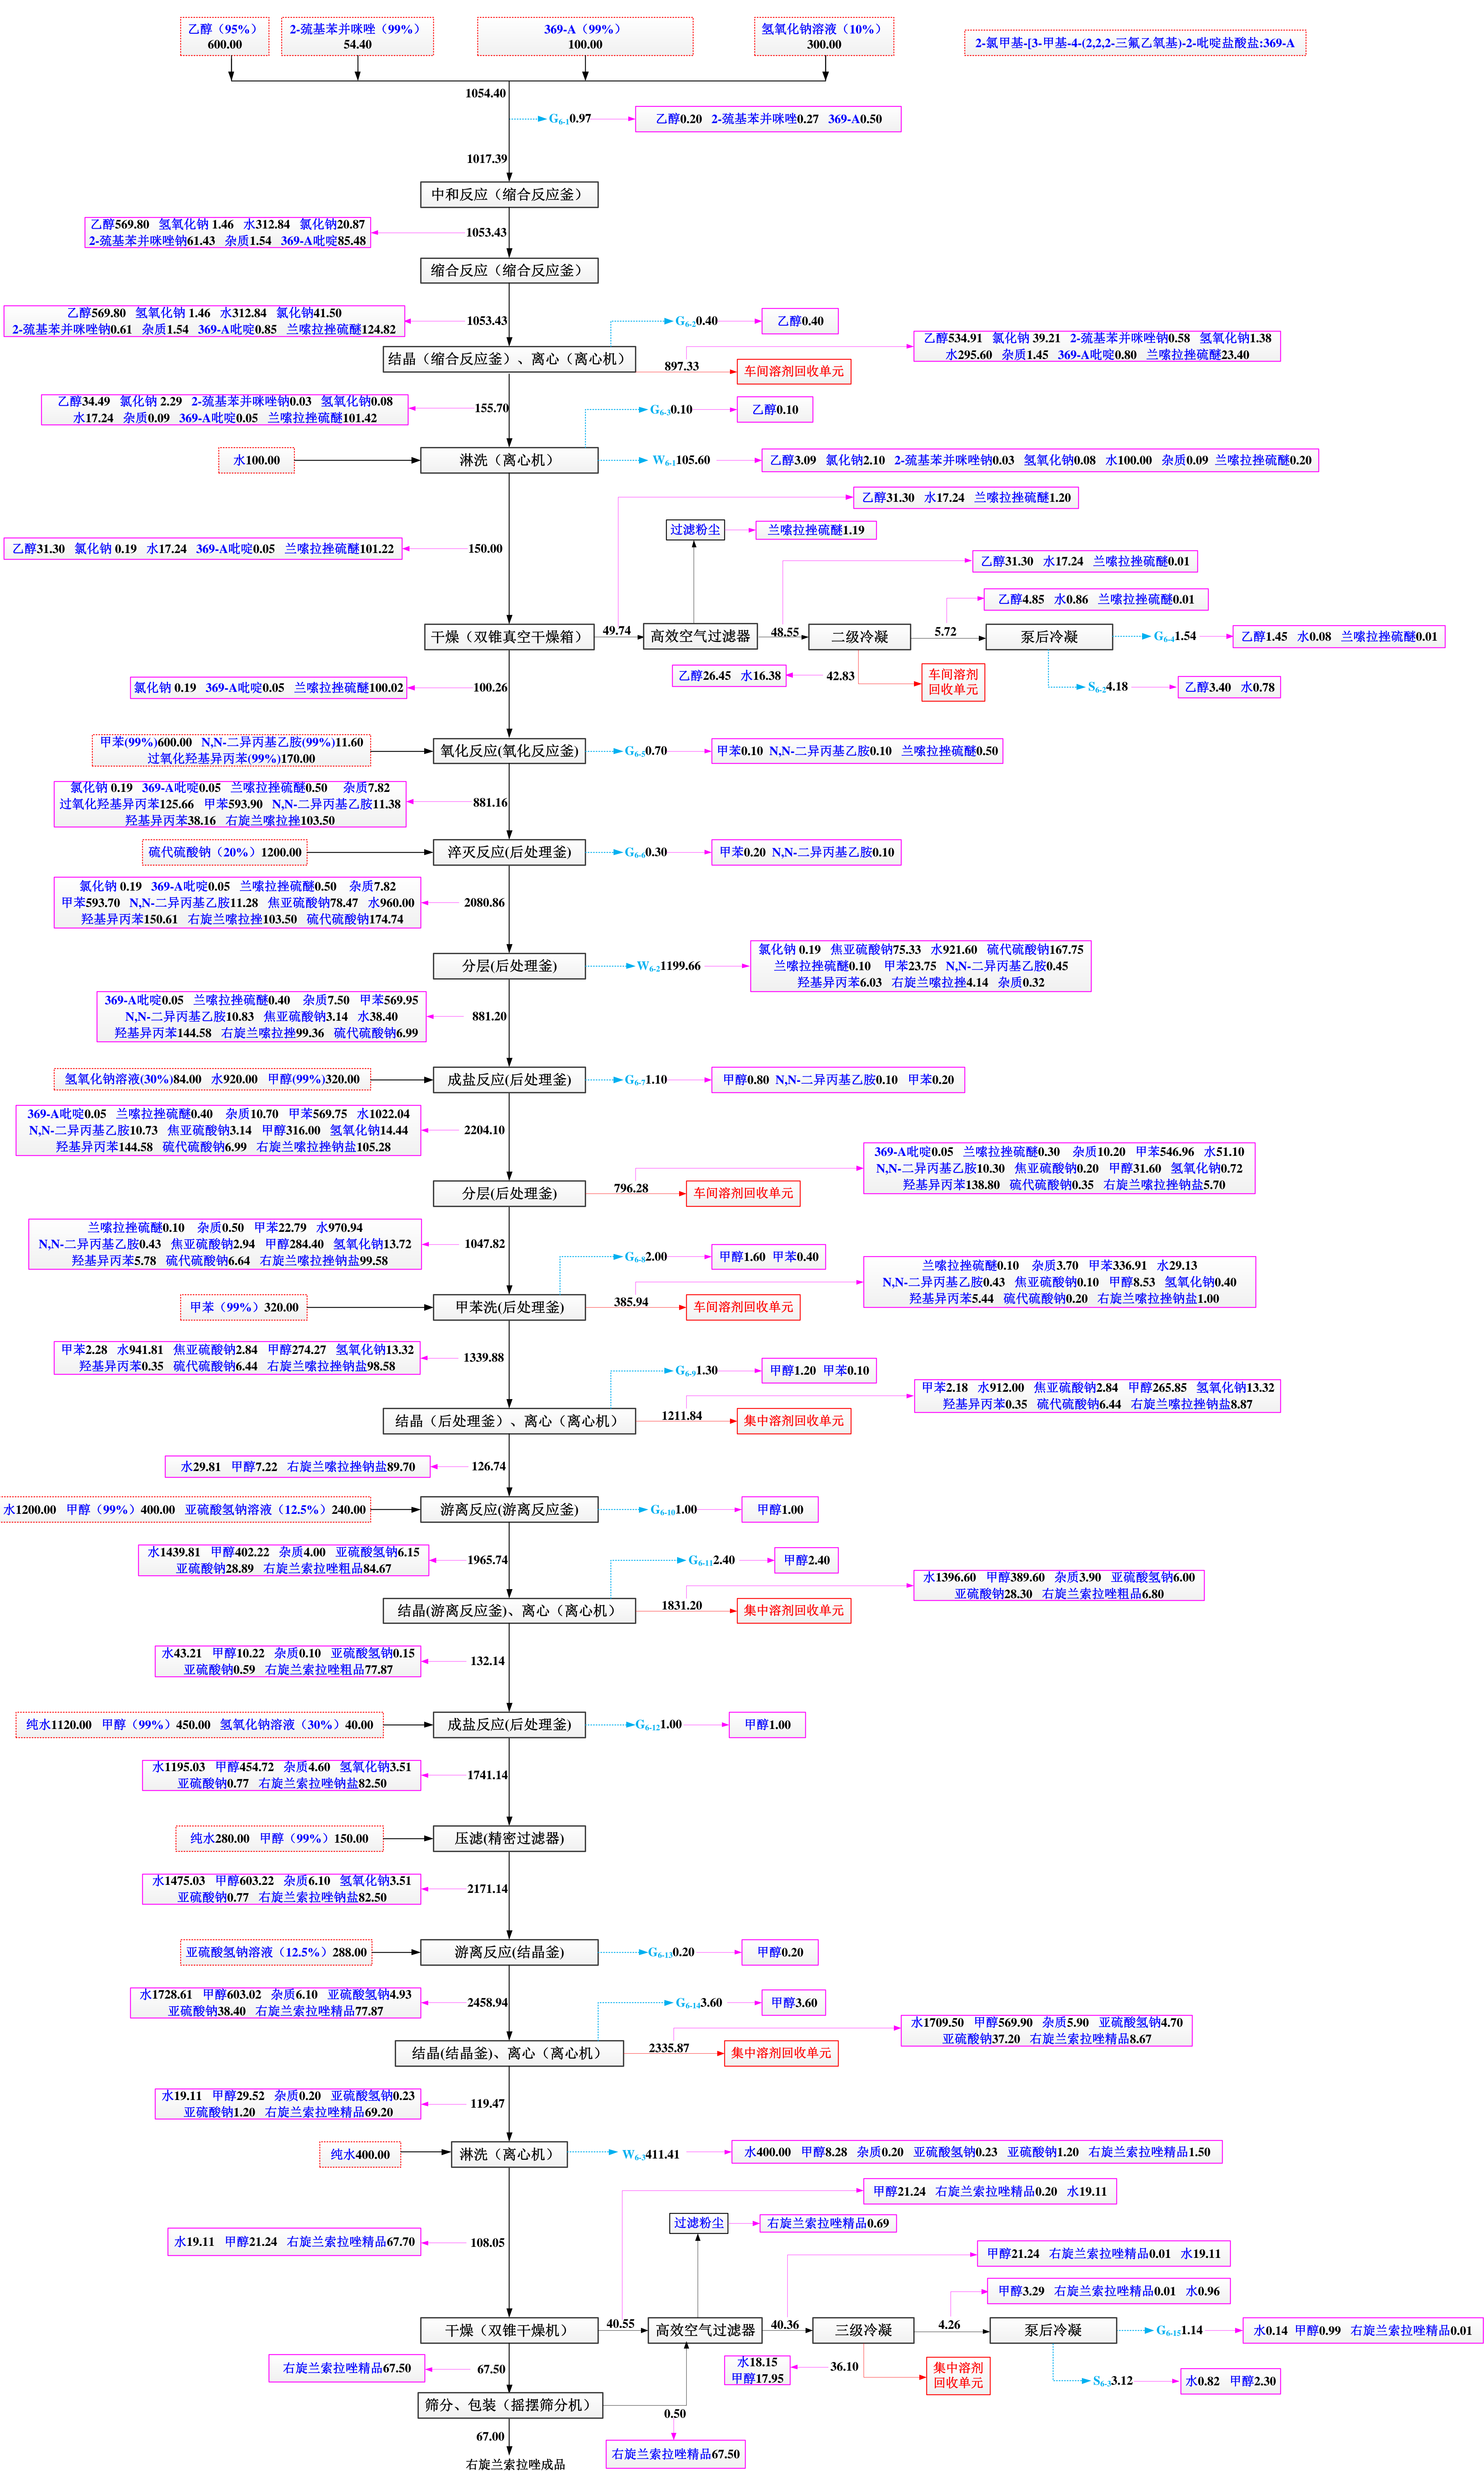 乙醇（95%）
600.00
2-巯基苯并咪唑（99%）
54.40
369-A（99%）
100.00
氢氧化钠溶液（10%）
300.00
2-氯甲基-[3-甲基-4-(2,2,2-三氟乙氧基)-2-吡啶盐酸盐:369-A
1054.40
G6-10.97
乙醇0.20 2-巯基苯并咪唑0.27 369-A0.50
1017.39
中和反应（缩合反应釜）
乙醇569.80 氢氧化钠 1.46 水312.84 氯化钠20.87
2-巯基苯并咪唑钠61.43 杂质1.54 369-A吡啶85.48
1053.43
缩合反应（缩合反应釜）
乙醇569.80 氢氧化钠 1.46 水312.84 氯化钠41.50
2-巯基苯并咪唑钠0.61 杂质1.54 369-A吡啶0.85 兰嗦拉挫硫醚124.82
1053.43
G6-20.40
乙醇0.40
结晶（缩合反应釜）、离心（离心机）
897.33
车间溶剂回收单元
乙醇534.91 氯化钠 39.21 2-巯基苯并咪唑钠0.58 氢氧化钠1.38
水295.60 杂质1.45 369-A吡啶0.80 兰嗦拉挫硫醚23.40
乙醇34.49 氯化钠 2.29 2-巯基苯并咪唑钠0.03 氢氧化钠0.08
水17.24 杂质0.09 369-A吡啶0.05 兰嗦拉挫硫醚101.42
155.70
G6-30.10
乙醇0.10
水100.00
淋洗（离心机）
W6-1105.60
乙醇3.09 氯化钠2.10 2-巯基苯并咪唑钠0.03 氢氧化钠0.08 水100.00 杂质0.09 兰嗦拉挫硫醚0.20
乙醇31.30 水17.24 兰嗦拉挫硫醚1.20
过滤粉尘
兰嗦拉挫硫醚1.19
乙醇31.30 氯化钠 0.19 水17.24 369-A吡啶0.05 兰嗦拉挫硫醚101.22
150.00
乙醇31.30 水17.24 兰嗦拉挫硫醚0.01
乙醇4.85 水0.86 兰嗦拉挫硫醚0.01
干燥（双锥真空干燥箱）
49.74
高效空气过滤器
48.55
二级冷凝
5.72
泵后冷凝
G6-41.54
乙醇1.45 水0.08 兰嗦拉挫硫醚0.01
乙醇26.45 水16.38
42.83
车间溶剂
回收单元
S6-24.18
乙醇3.40 水0.78
氯化钠 0.19 369-A吡啶0.05 兰嗦拉挫硫醚100.02
100.26
甲苯(99%)600.00 N,N-二异丙基乙胺(99%)11.60
过氧化羟基异丙苯(99%)170.00
氧化反应(氧化反应釜)
G6-50.70
甲苯0.10 N,N-二异丙基乙胺0.10 兰嗦拉挫硫醚0.50
氯化钠 0.19 369-A吡啶0.05 兰嗦拉挫硫醚0.50 杂质7.82
过氧化羟基异丙苯125.66 甲苯593.90 N,N-二异丙基乙胺11.38
羟基异丙苯38.16 右旋兰嗦拉挫103.50
881.16
硫代硫酸钠（20%）1200.00
淬灭反应(后处理釜)
G6-60.30
甲苯0.20 N,N-二异丙基乙胺0.10
氯化钠 0.19 369-A吡啶0.05 兰嗦拉挫硫醚0.50 杂质7.82
甲苯593.70 N,N-二异丙基乙胺11.28 焦亚硫酸钠78.47 水960.00
羟基异丙苯150.61 右旋兰嗦拉挫103.50 硫代硫酸钠174.74
2080.86
分层(后处理釜)
W6-21199.66
氯化钠 0.19 焦亚硫酸钠75.33 水921.60 硫代硫酸钠167.75
兰嗦拉挫硫醚0.10 甲苯23.75 N,N-二异丙基乙胺0.45
羟基异丙苯6.03 右旋兰嗦拉挫4.14 杂质0.32
369-A吡啶0.05 兰嗦拉挫硫醚0.40 杂质7.50 甲苯569.95
N,N-二异丙基乙胺10.83 焦亚硫酸钠3.14 水38.40
羟基异丙苯144.58 右旋兰嗦拉挫99.36 硫代硫酸钠6.99
881.20
氢氧化钠溶液(30%)84.00 水920.00 甲醇(99%)320.00
成盐反应(后处理釜)
G6-71.10
甲醇0.80 N,N-二异丙基乙胺0.10 甲苯0.20
369-A吡啶0.05 兰嗦拉挫硫醚0.40 杂质10.70 甲苯569.75 水1022.04
N,N-二异丙基乙胺10.73 焦亚硫酸钠3.14 甲醇316.00 氢氧化钠14.44
羟基异丙苯144.58 硫代硫酸钠6.99 右旋兰嗦拉挫钠盐105.28
2204.10
分层(后处理釜)
796.28
车间溶剂回收单元
369-A吡啶0.05 兰嗦拉挫硫醚0.30 杂质10.20 甲苯546.96 水51.10
N,N-二异丙基乙胺10.30 焦亚硫酸钠0.20 甲醇31.60 氢氧化钠0.72
羟基异丙苯138.80 硫代硫酸钠0.35 右旋兰嗦拉挫钠盐5.70
兰嗦拉挫硫醚0.10 杂质0.50 甲苯22.79 水970.94
N,N-二异丙基乙胺0.43 焦亚硫酸钠2.94 甲醇284.40 氢氧化钠13.72
羟基异丙苯5.78 硫代硫酸钠6.64 右旋兰嗦拉挫钠盐99.58
1047.82
G6-82.00
甲醇1.60 甲苯0.40
甲苯（99%）320.00
甲苯洗(后处理釜)
385.94
车间溶剂回收单元
兰嗦拉挫硫醚0.10 杂质3.70 甲苯336.91 水29.13
N,N-二异丙基乙胺0.43 焦亚硫酸钠0.10 甲醇8.53 氢氧化钠0.40
羟基异丙苯5.44 硫代硫酸钠0.20 右旋兰嗦拉挫钠盐1.00
甲苯2.28 水941.81 焦亚硫酸钠2.84 甲醇274.27 氢氧化钠13.32
羟基异丙苯0.35 硫代硫酸钠6.44 右旋兰嗦拉挫钠盐98.58
1339.88
G6-91.30
甲醇1.20 甲苯0.10
结晶（后处理釜）、离心（离心机）
1211.84
集中溶剂回收单元
甲苯2.18 水912.00 焦亚硫酸钠2.84 甲醇265.85 氢氧化钠13.32
羟基异丙苯0.35 硫代硫酸钠6.44 右旋兰嗦拉挫钠盐8.87
水29.81 甲醇7.22 右旋兰嗦拉挫钠盐89.70
126.74
水1200.00 甲醇（99%）400.00 亚硫酸氢钠溶液（12.5%）240.00
游离反应(游离反应釜)
G6-101.00
甲醇1.00
水1439.81 甲醇402.22 杂质4.00 亚硫酸氢钠6.15
亚硫酸钠28.89 右旋兰索拉唑粗品84.67
1965.74
G6-112.40
甲醇2.40
结晶(游离反应釜)、离心（离心机）
1831.20
集中溶剂回收单元
水1396.60 甲醇389.60 杂质3.90 亚硫酸氢钠6.00
亚硫酸钠28.30 右旋兰索拉唑粗品6.80
水43.21 甲醇10.22 杂质0.10 亚硫酸氢钠0.15
亚硫酸钠0.59 右旋兰索拉唑粗品77.87
132.14
纯水1120.00 甲醇（99%）450.00 氢氧化钠溶液（30%）40.00
成盐反应(后处理釜)
G6-121.00
甲醇1.00
水1195.03 甲醇454.72 杂质4.60 氢氧化钠3.51
亚硫酸钠0.77 右旋兰索拉唑钠盐82.50
1741.14
纯水280.00 甲醇（99%）150.00
压滤(精密过滤器)
水1475.03 甲醇603.22 杂质6.10 氢氧化钠3.51
亚硫酸钠0.77 右旋兰索拉唑钠盐82.50
2171.14
亚硫酸氢钠溶液（12.5%）288.00
游离反应(结晶釜)
G6-130.20
甲醇0.20
水1728.61 甲醇603.02 杂质6.10 亚硫酸氢钠4.93
亚硫酸钠38.40 右旋兰索拉唑精品77.87
2458.94
G6-143.60
甲醇3.60
结晶(结晶釜)、离心（离心机）
2335.87
集中溶剂回收单元
水1709.50 甲醇569.90 杂质5.90 亚硫酸氢钠4.70
亚硫酸钠37.20 右旋兰索拉唑精品8.67
水19.11 甲醇29.52 杂质0.20 亚硫酸氢钠0.23
亚硫酸钠1.20 右旋兰索拉唑精品69.20
119.47
纯水400.00
淋洗（离心机）
W6-3411.41
水400.00 甲醇8.28 杂质0.20 亚硫酸氢钠0.23 亚硫酸钠1.20 右旋兰索拉唑精品1.50
甲醇21.24 右旋兰索拉唑精品0.20 水19.11
过滤粉尘
右旋兰索拉唑精品0.69
水19.11 甲醇21.24 右旋兰索拉唑精品67.70
108.05
甲醇21.24 右旋兰索拉唑精品0.01 水19.11
甲醇3.29 右旋兰索拉唑精品0.01 水0.96
干燥（双锥干燥机）
40.55
高效空气过滤器
40.36
三级冷凝
4.26
泵后冷凝
G6-151.14
水0.14 甲醇0.99 右旋兰索拉唑精品0.01
右旋兰索拉唑精品67.50
67.50
水18.15
甲醇17.95
36.10
集中溶剂
回收单元
S6-33.12
水0.82 甲醇2.30
筛分、包装（摇摆筛分机）
0.50
67.00
右旋兰索拉唑精品67.50
右旋兰索拉唑成品